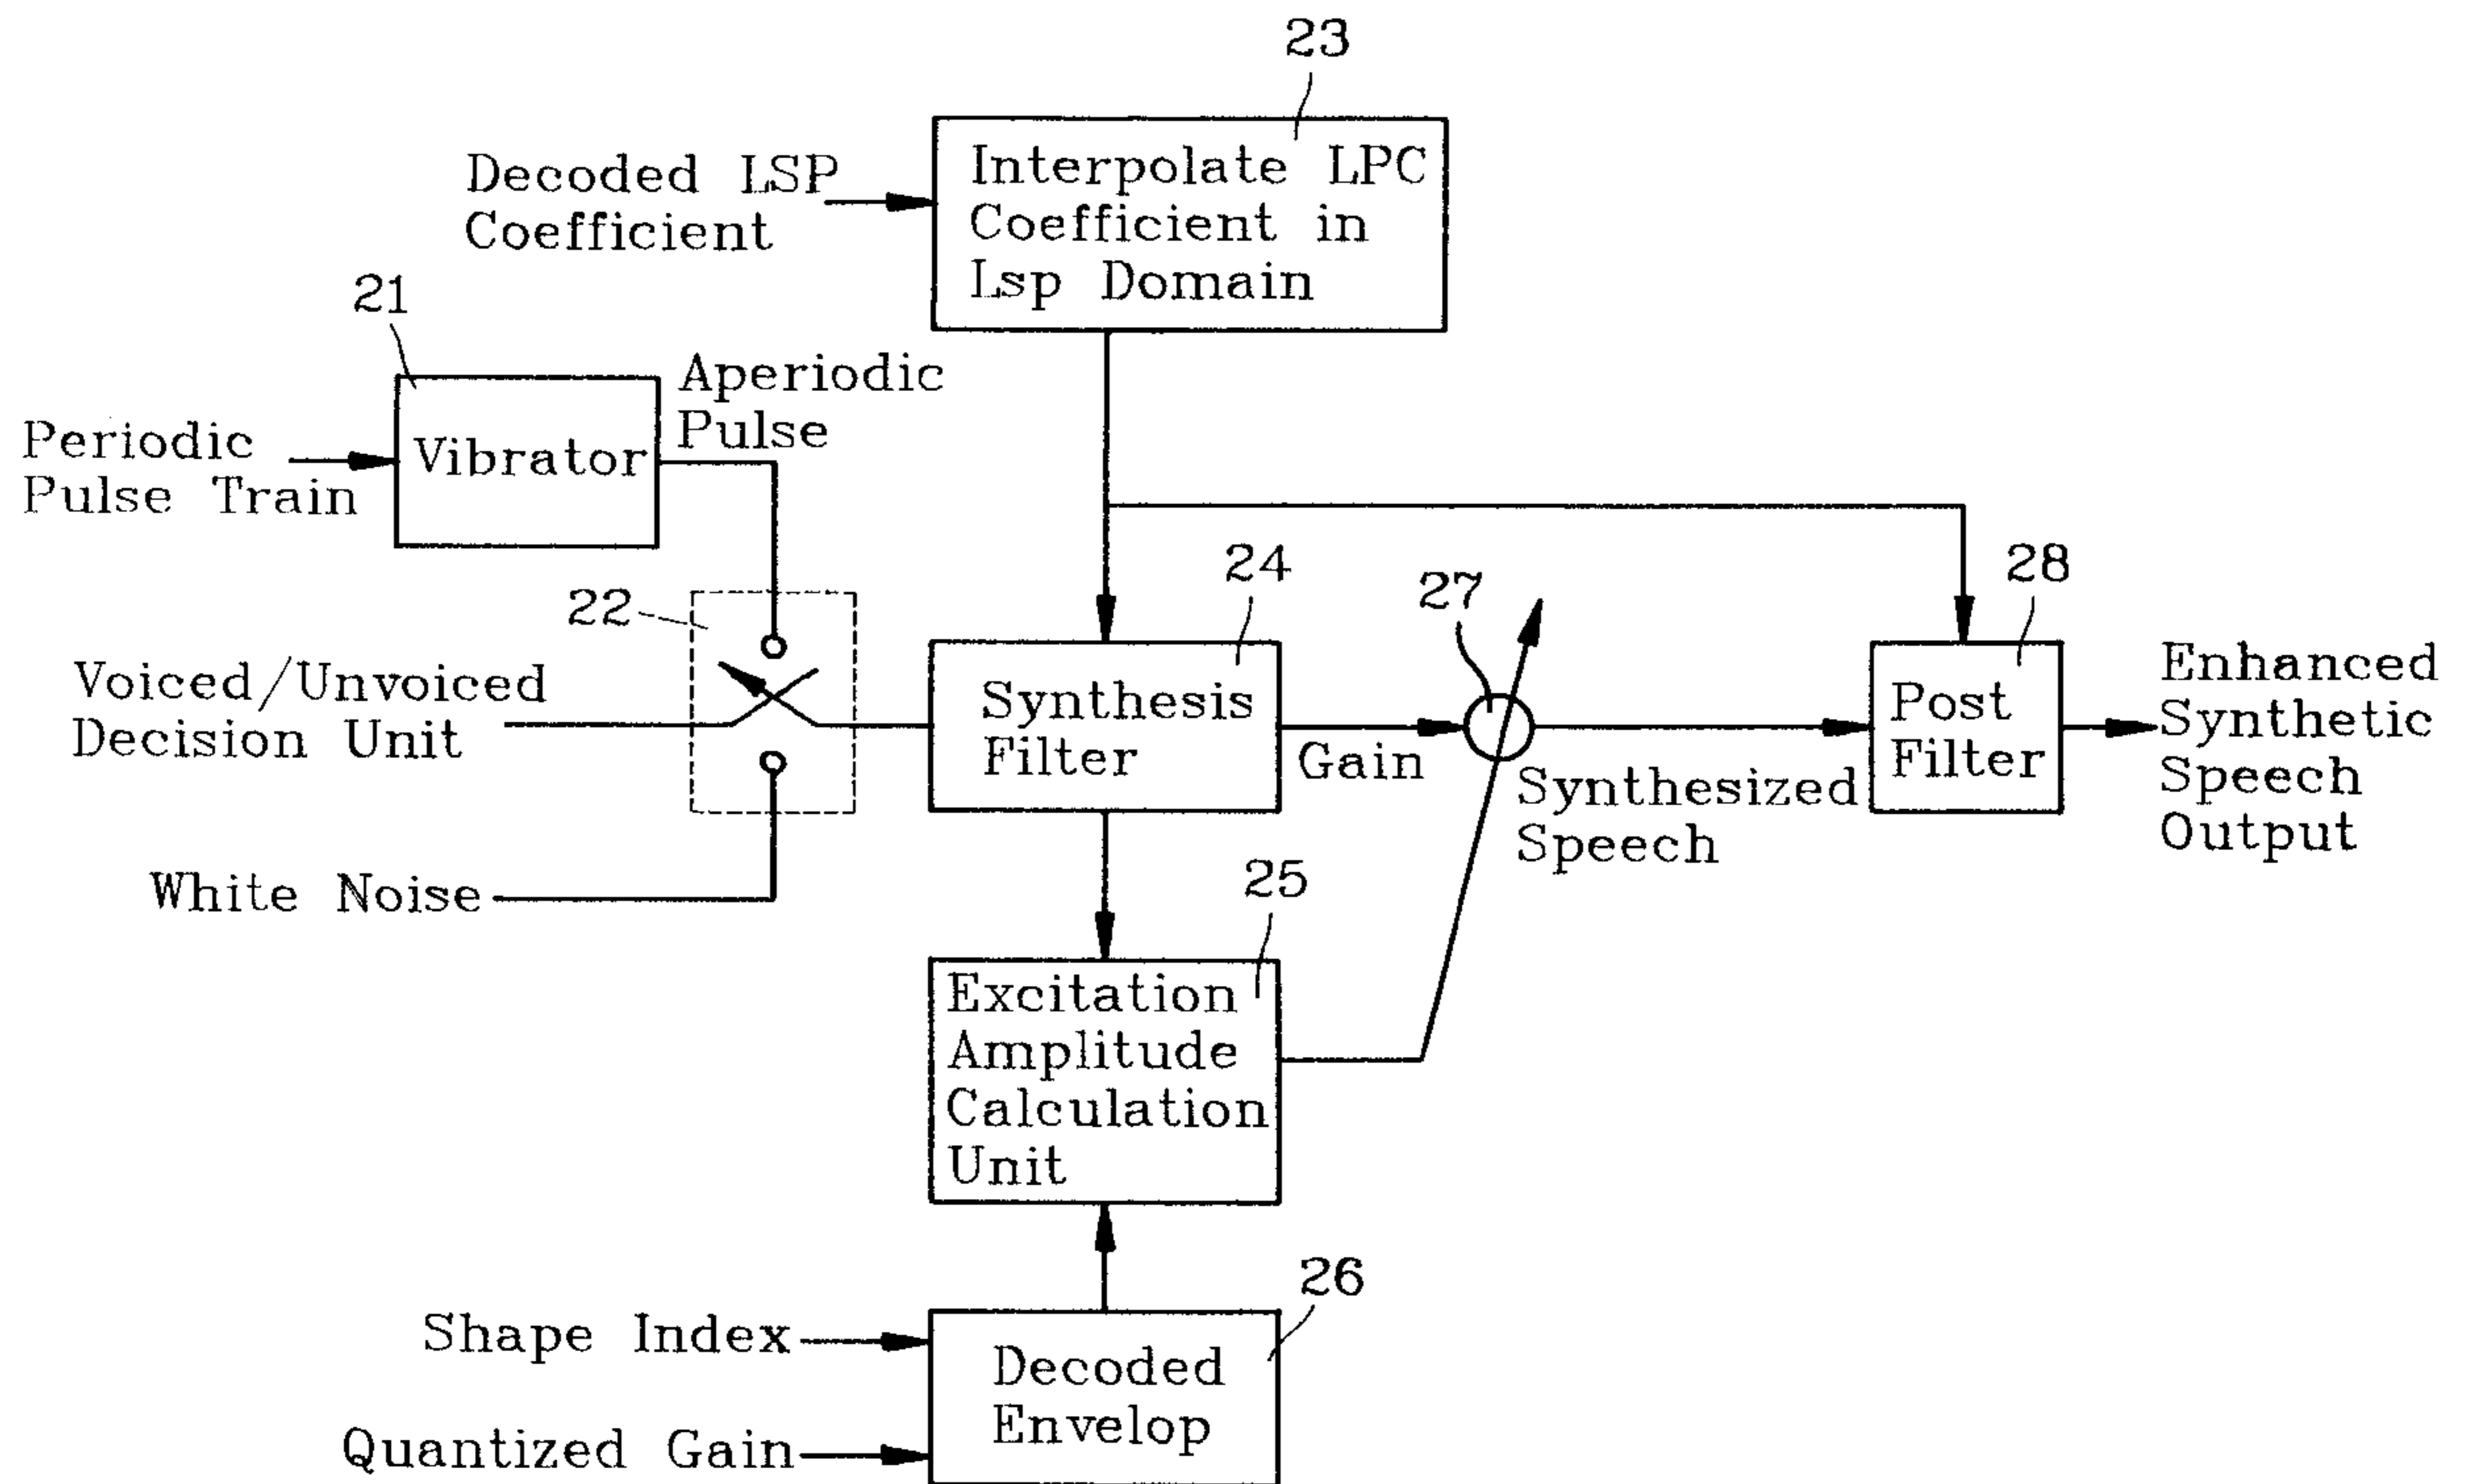 23
Decoded LSP
Coefficient
Interpolate LPC
Coefficient in
Lsp Domain
21
Periodic
Pulse Train
Vibrator
Aperiodic
Pulse
22
Voiced/Unvoiced
Decision Unit
White Noise
24
Synthesis
Filter
Gain
27
Synthesized
Speech
28
Post
Filter
Enhanced
Synthetic
Speech
Output
25
Excitation
Amplitude
Calculation
Unit
26
Shape Index
Quantized Gain
Decoded
Envelop